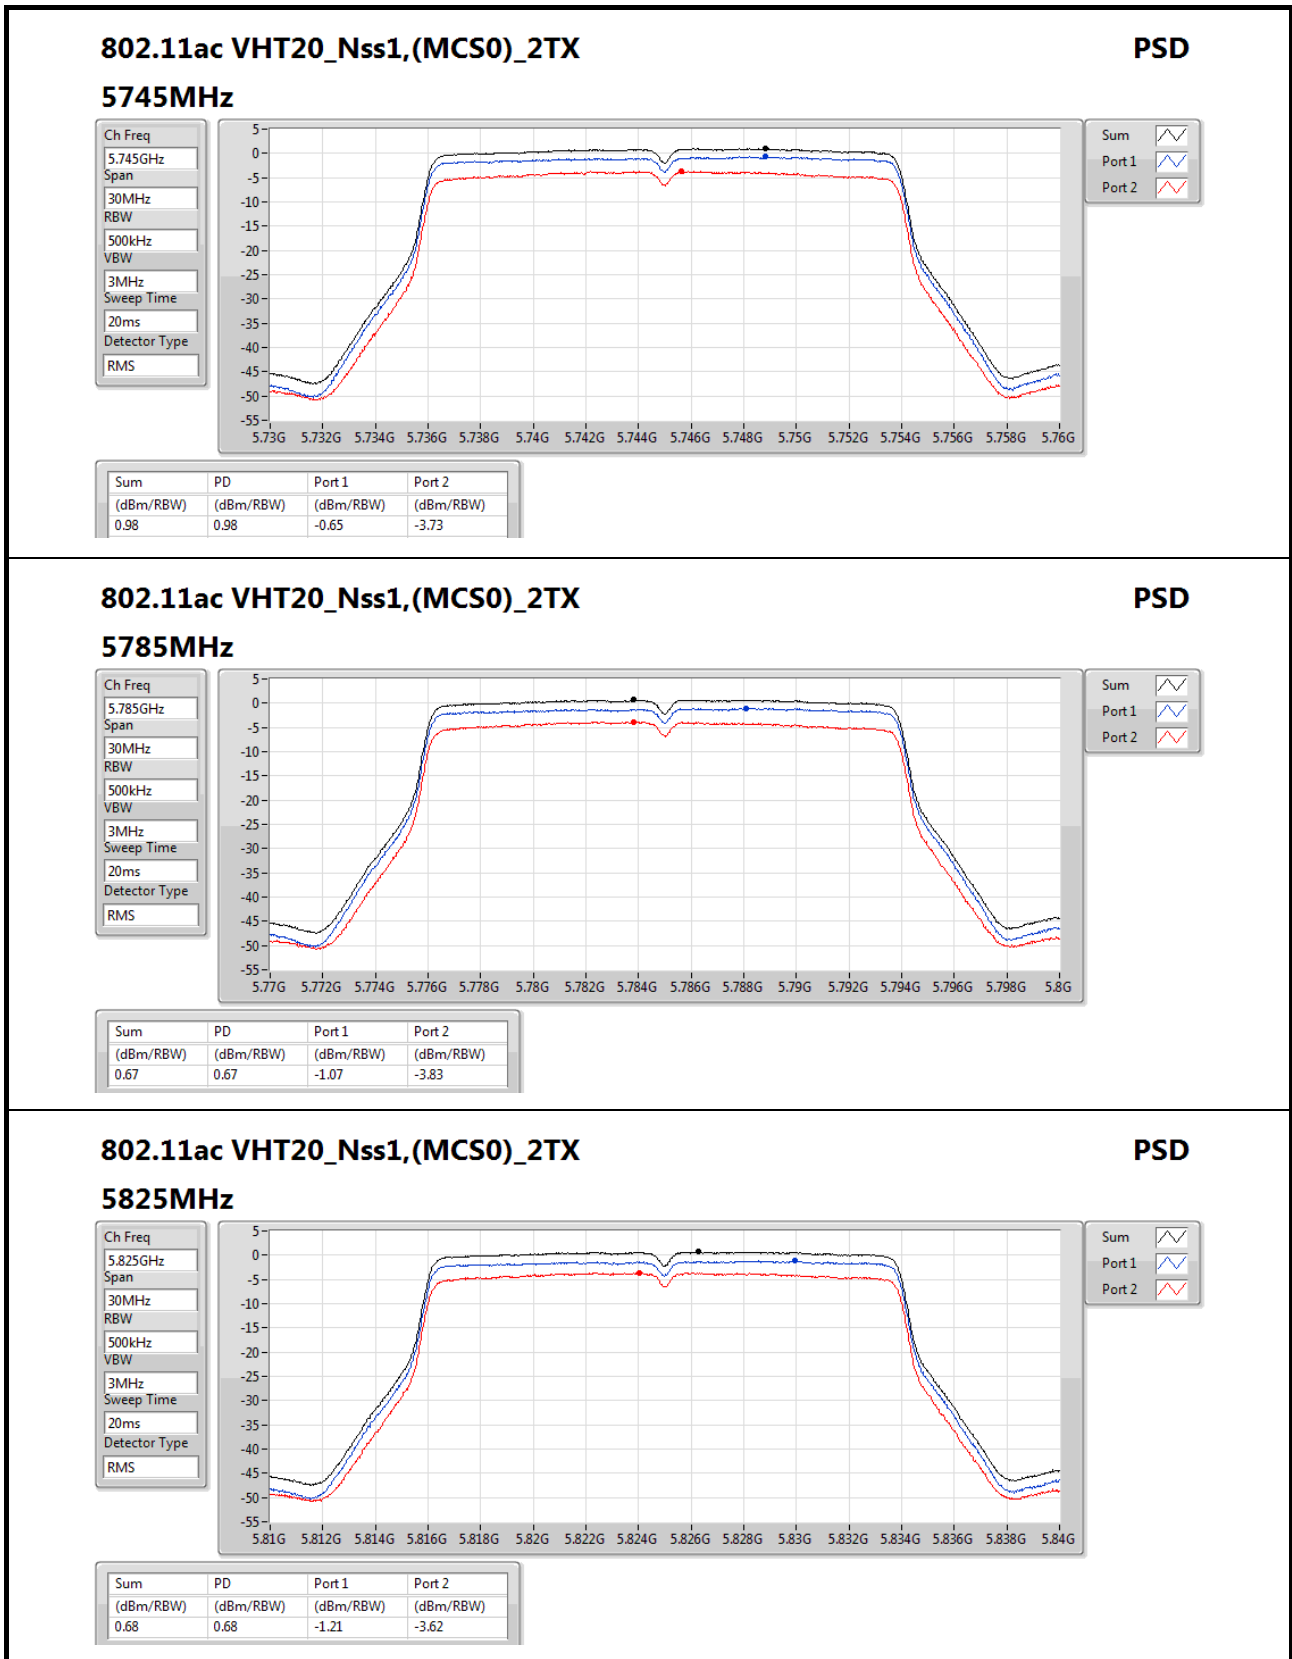 802.11ac VHT20_Nss1,(MCS0)_2TX PSD
5745MHz
Ch Freq
5.745GHz
Span
30MHz
RBW
500kHz
VBW
3MHz
Sweep Time
20ms
Detector Type
RMS
5
0
-5
-10
-15
-20
-25
-30
-35
-40
-45
-50
-55
5.73G 5.732G 5.734G 5.736G 5.738G 5.74G 5.742G 5.744G 5.746G 5.748G 5.75G 5.752G 5.754G 5.756G 5.758G 5.76G
Sum
Port 1
Port 2
Sum PD Port 1 Port 2
(dBm/RBW) (dBm/RBW) (dBm/RBW) (dBm/RBW)
0.98 0.98 -0.65 -3.73
802.11ac VHT20_Nss1,(MCS0)_2TX PSD
5785MHz
Ch Freq
5.785GHz
Span
30MHz
RBW
500kHz
VBW
3MHz
Sweep Time
20ms
Detector Type
RMS
5
0
-5
-10
-15
-20
-25
-30
-35
-40
-45
-50
-55
5.77G 5.772G 5.774G 5.776G 5.778G 5.78G 5.782G 5.784G 5.786G 5.788G 5.79G 5.792G 5.794G 5.796G 5.798G 5.8G
Sum
Port 1
Port 2
Sum PD Port 1 Port 2
(dBm/RBW) (dBm/RBW) (dBm/RBW) (dBm/RBW)
0.67 0.67 -1.07 -3.83
802.11ac VHT20_Nss1,(MCS0)_2TX PSD
5825MHz
Ch Freq
5.825GHz
Span
30MHz
RBW
500kHz
VBW
3MHz
Sweep Time
20ms
Detector Type
RMS
5
0
-5
-10
-15
-20
-25
-30
-35
-40
-45
-50
-55
5.81G 5.812G 5.814G 5.816G 5.818G 5.82G 5.822G 5.824G 5.826G 5.828G 5.83G 5.832G 5.834G 5.836G 5.838G 5.84G
Sum
Port 1
Port 2
Sum PD Port 1 Port 2
(dBm/RBW) (dBm/RBW) (dBm/RBW) (dBm/RBW)
0.68 0.68 -1.21 -3.62